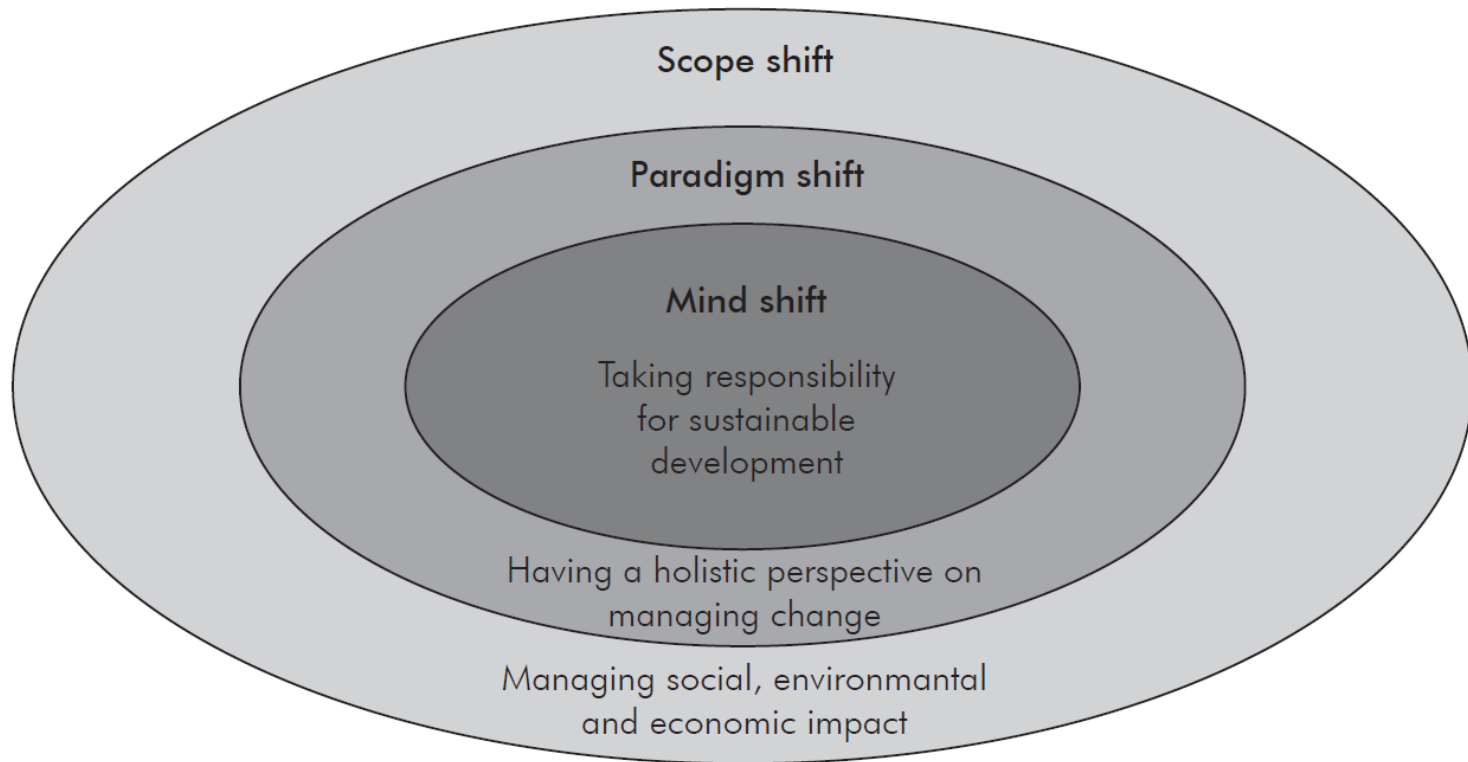 Scope shift
Paradigm shift
Mind shift
Taking responsibility
for sustainable
development
Having a holistic perspective on
managing change
Managing social, environmantal
and economic impact